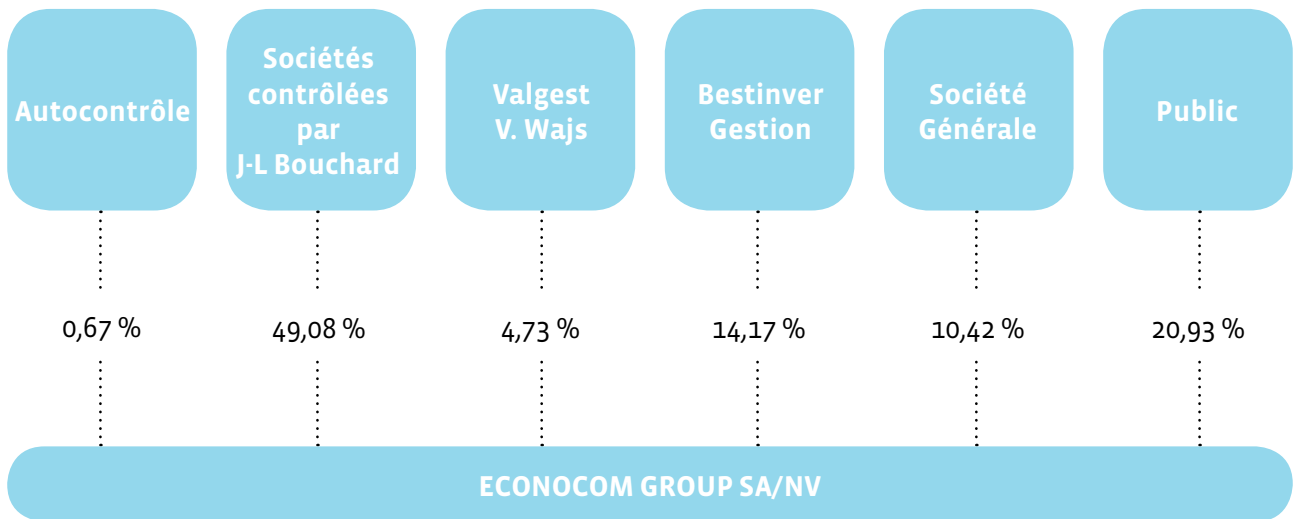 Autocontrôle
Sociétés
contrôlées
par
J-L Bouchard
Valgest
V. Wajs
Bestinver
Gestion
Société
Générale
Public
0,67 %
49,08 %
4,73 %
14,17 %
10,42 %
20,93 %
ECONOCOM GROUP SA/NV